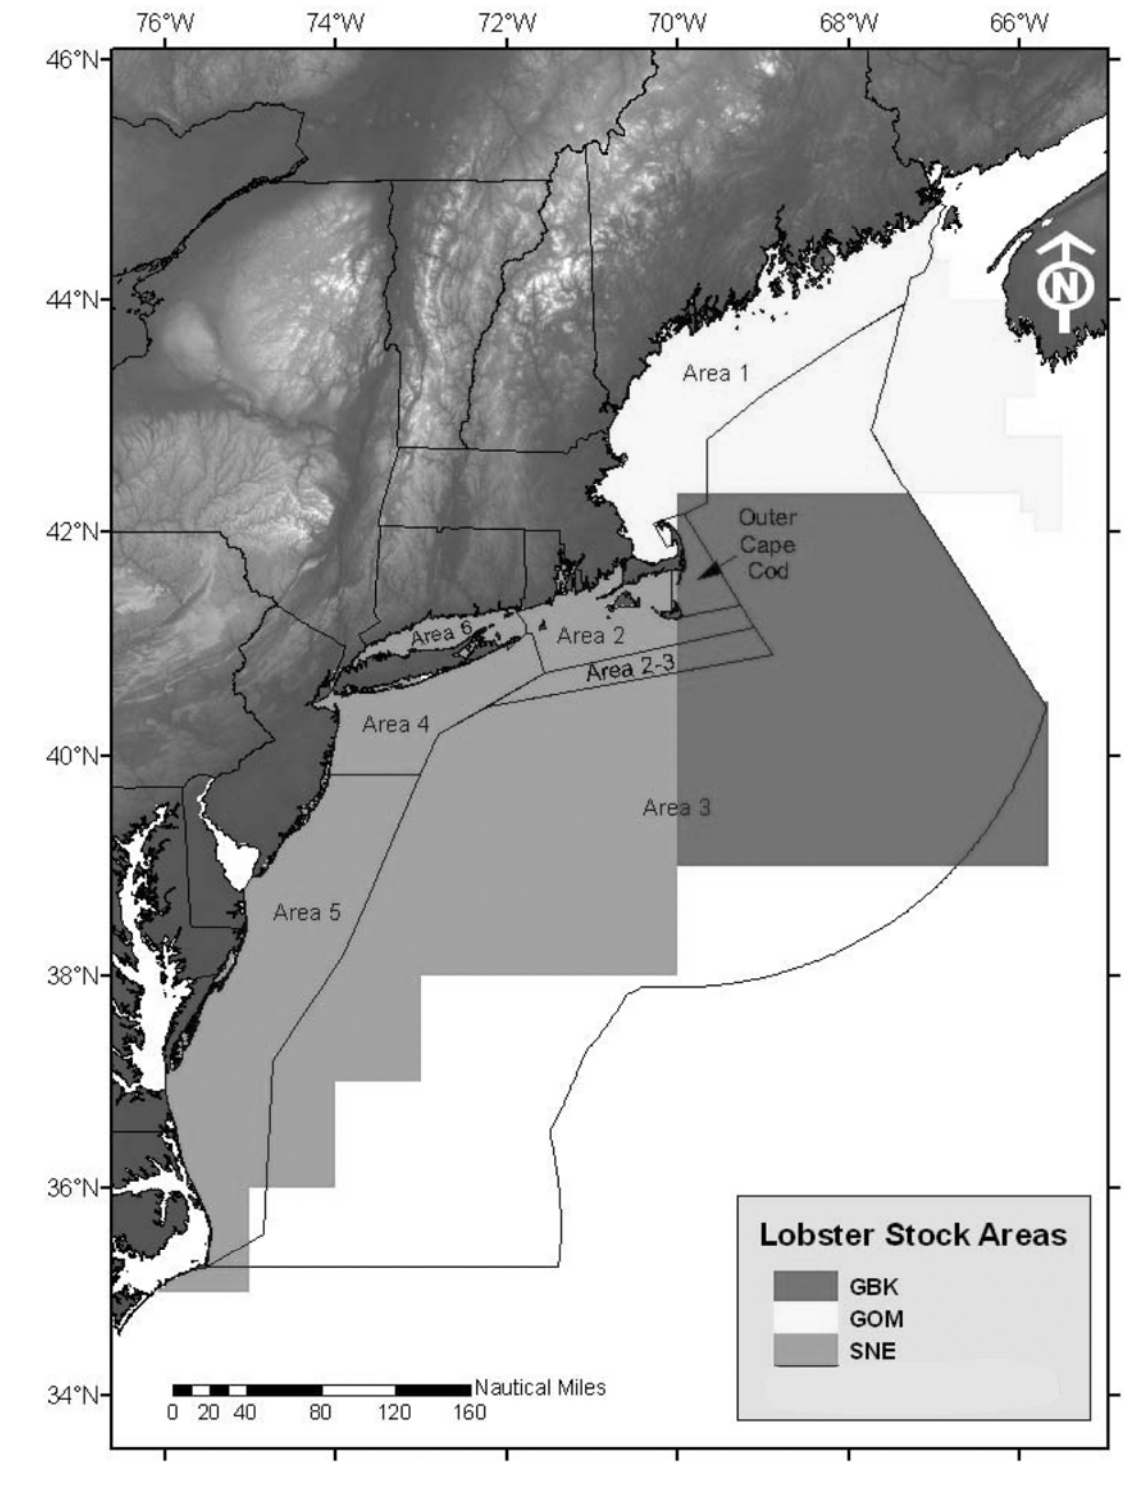 76°W 74°W 72°W 70°W 68°W 66°W
46°N
44°N
N
Area 1
42°N
Outer
Cape
Cod
Area 6
Area 2
Area 2-3
Area 4
40°N
Area 3
Area 5
38°N
36°N
Lobster Stock Areas
GBK
GOM
SNE
34°N
Nautical Miles
0 20 40 80 120 160